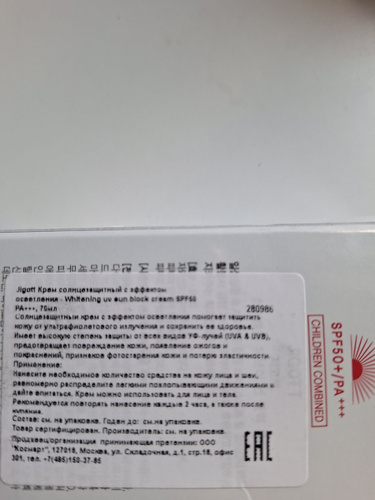 Jigott Крем солнцезащитный с эффектом
осветления - Whitening uv sun block cream SPF50
PA+++, 70мл 280986
Солнцезащитный крем с эффектом осветления помогает защитить
кожу от ультрафиолетового излучения и сохранить ее здоровье.
Имеет высокую степень защиты от всех видов УФ-лучей (UVA & UVB),
предотвращает повреждение кожи, появление ожогов и
покраснений, признаков фотостарения кожи и потерю эластичности.
Применение:
Нанесите необходимое количество средства на кожу лица и шеи,
равномерно распределите легкими похлопывающими движениями и
дайте впитаться. Крем можно использовать для лица и тела.
Рекомендуется повторять нанесение каждые 2 часа, а также после
купания.
Состав: см. на упаковке. Годен до: см.на упаковке.
Товар сертифицирован. Производитель: см. на упаковке.
Продавец/организация принимающая претензии: ООО
"Космарт", 127018, Москва, ул. Складочная, д.1, стр.18, офис
301, тел. +7(485)150-37-85
EAC
SPF50+/PA+++
CHILDREN COMBINED